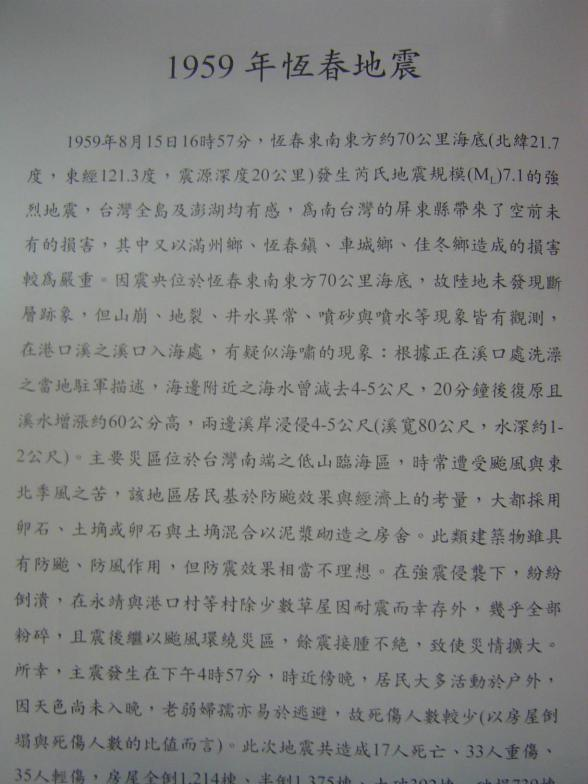 1959 年恆春地震
1959年8月15日16時57分，恆春東南東方約70公里海底(北緯21.7
度，東經121.3度，震源深度20公里)發生芮氏地震規模(ML)7.1的強
烈地震，台灣全島及澎湖均有感，為南台灣的屏東縣帶來了空前未
有的損害，其中又以滿州鄉、恆春鎮、車城鄉、佳冬鄉造成的損害
較為嚴重。因震央位於恆春東南東方70公里海底，故陸地未發現斷
層跡象，但山崩、地裂、井水異常、噴砂與噴水等現象皆有觀測，
在港口溪之溪口入海處，有疑似海嘯的現象：根據正在溪口處洗澡
之當地駐軍描述，海邊附近之海水曾減去4-5公尺，20分鐘後復原且
溪水增漲約60公分高，兩邊溪岸浸侵4-5公尺(溪寬80公尺，水深約1-
2公尺)。主要災區位於台灣南端之低山臨海區，時常遭受颱風與東
北季風之苦，該地區居民基於防颱效果與經濟上的考量，大都採用
卵石、土埆或卵石與土埆混合以泥漿砌造之房舍。此類建築物雖具
有防颱、防風作用，但防震效果相當不理想。在強震侵襲下，紛紛
倒潰，在永靖與港口村等村除少數草屋因耐震而幸存外，幾乎全部
粉碎，且震後繼以颱風環繞災區，餘震接踵不絕，致使災情擴大。
所幸，主震發生在下午4時57分，時近傍晚，居民大多活動於戶外，
因天色尚未入晚，老弱婦孺亦易於逃避，故死傷人數較少(以房屋倒
塌與死傷人數的比值而言)。此次地震共造成17人死亡、33人重傷、
35人輕傷，房屋全倒1,214棟、半倒1,375棟、